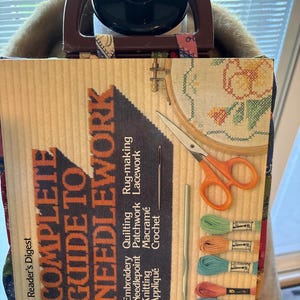 Reader's Digest
COMPLETE
GUIDE TO
NEEDLEWORK
Embroidery
Needlepoint
Knitting
Appliqué
Quilting
Patchwork
Macramé
Crochet
Rug-making
Lacework